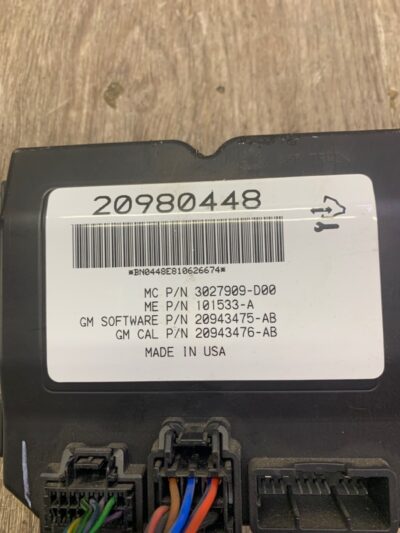 20980448
*BN0448E810626674*
MC P/N 3027909-D00
ME P/N 101533-A
GM SOFTWARE P/N 20943475-AB
GM CAL P/N 20943476-AB
MADE IN USA